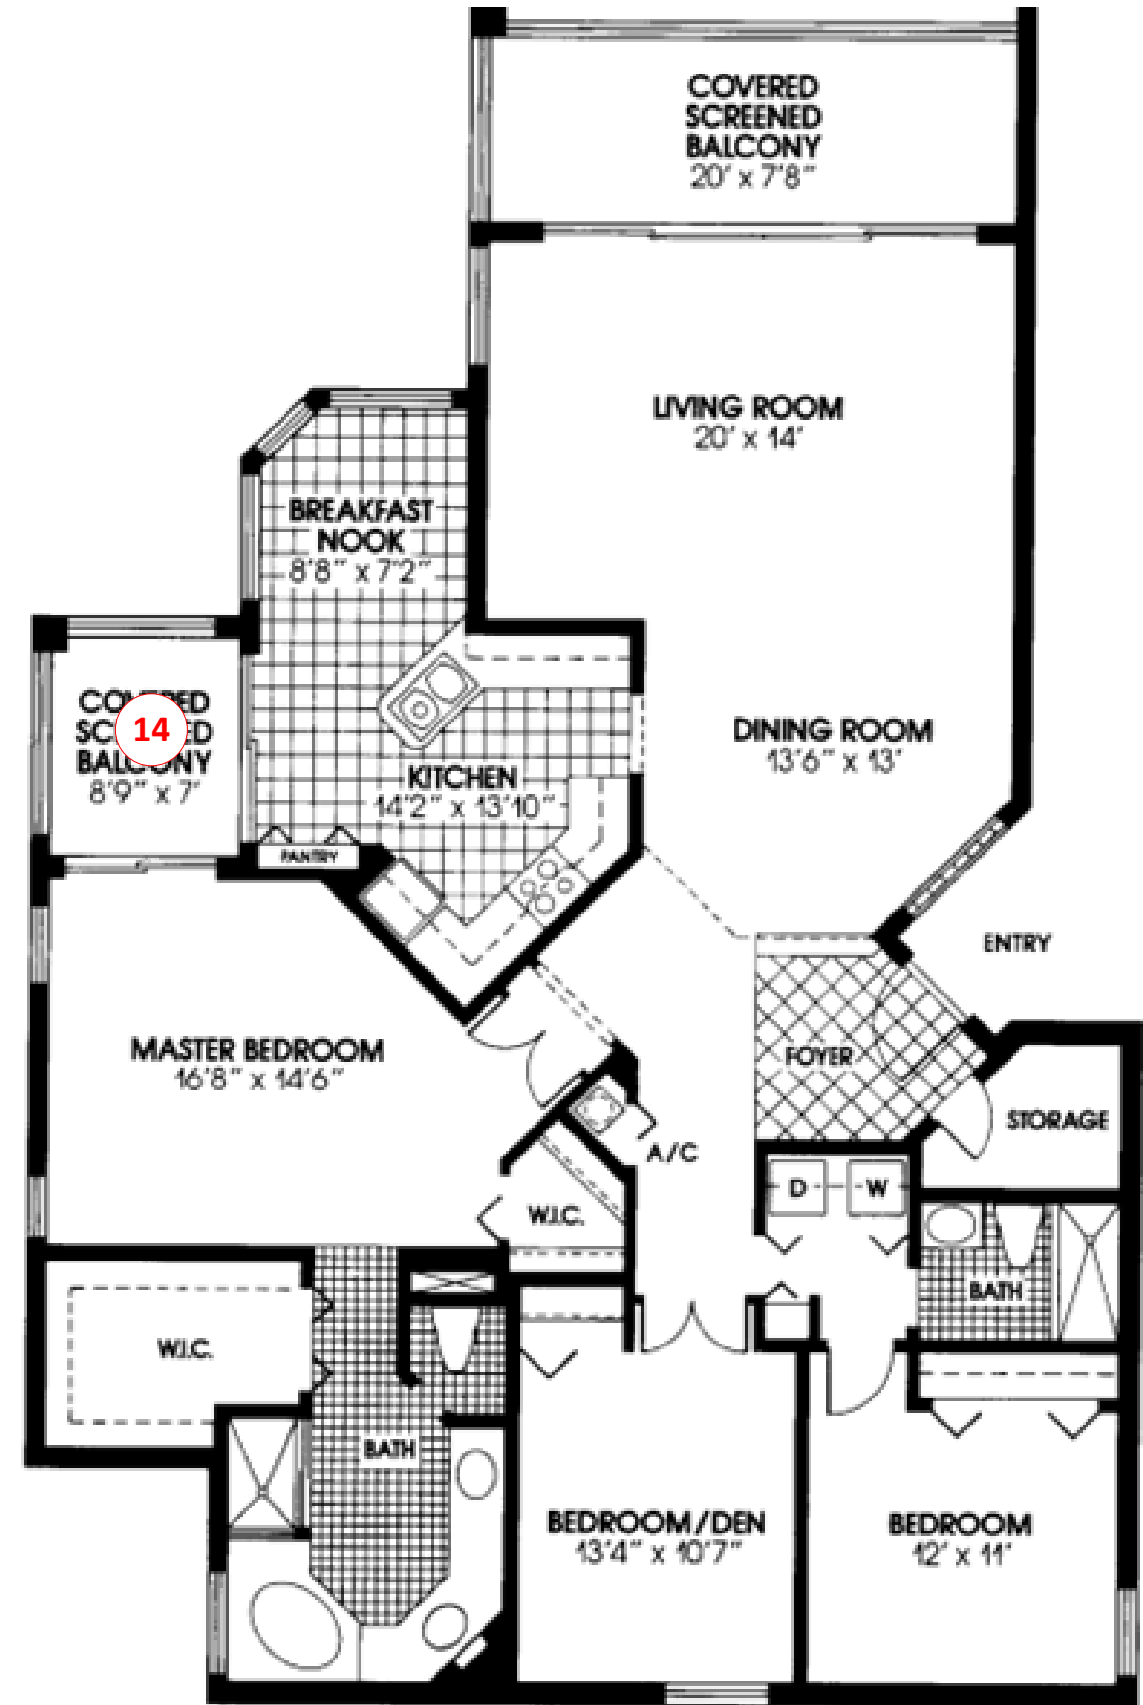 COVERED
SCREENED
BALCONY
20' x 7'8"
LIVING ROOM
20' x 14'
BREAKFAST
NOOK
8'8" x 7'2"
14
BALCONY
8'9" x 7'
DINING ROOM
13'6" x 13'
KITCHEN
14'2" x 13'10"
PANTRY
ENTRY
MASTER BEDROOM
16'8" x 14'6"
FOYER
STORAGE
A/C
D
W
W.I.C.
BATH
W.I.C.
BATH
BEDROOM/DEN
13'4" x 10'7"
BEDROOM
12' x 11'